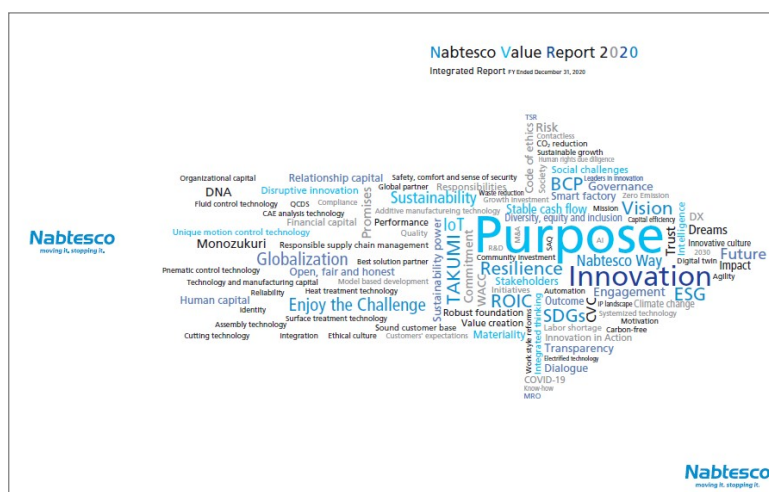 Nabtesco Value Report 2020
Integrated Report FY Ended December 31, 2020
TSR
Risk
Contactless
CO₂ reduction
Sustainable growth
Human rights due diligence
Code of ethics
Society
Social challenges
Organizational capital
Relationship capital
Safety, comfort and sense of security
BCP
Leaders in innovation
Governance
DNA
Disruptive innovation
Promises
Global partner
Responsibilities
Waste reduction
Smart factory
Zero Emission
Fluid control technology
QCDS
Compliance
Sustainability
Growth investment
Stable cash flow
Mission
Vision
CAE analysis technology
Additive manufactureing technology
Diversity, equity and inclusion
Capital efficiency
Intelligence
DX
Financial capital
Performance
IoT
Purpose
M&A
AI
Trust
Dreams
Unique motion control technology
Quality
Sustainability power
TAKUMI
Commitment
R&D
SAQ
2030
Innovative culture
Nabtesco
moving it. stopping it.
Monozukuri
Responsible supply chain management
Community investment
Nabtesco Way
Digital twin
Future
Globalization
Best solution partner
Resilience
Impact
Pnematic control technology
Open, fair and honest
Innovation
Agility
Technology and manufacturing capital
Model based development
WACC
Stakeholders
Human capital
Heat treatment technology
Reliability
Initiatives
Automation
ESG
Enjoy the Challenge
ROIC
Outcome
CVC
IP landscape
Climate change
Identity
Robust foundation
SDGs
Systemized technology
Surface treatment technology
Value creation
Motivation
Assembly technology
Sound customer base
Work style reforms
Integrated thinking
Labor shortage
Carbon-free
Cutting technology
Integration
Ethical culture
Customers' expectations
Materiality
Innovation in Action
Transparency
Electrified technology
Dialogue
COVID-19
Know-how
MRO
Nabtesco
moving it. stopping it.